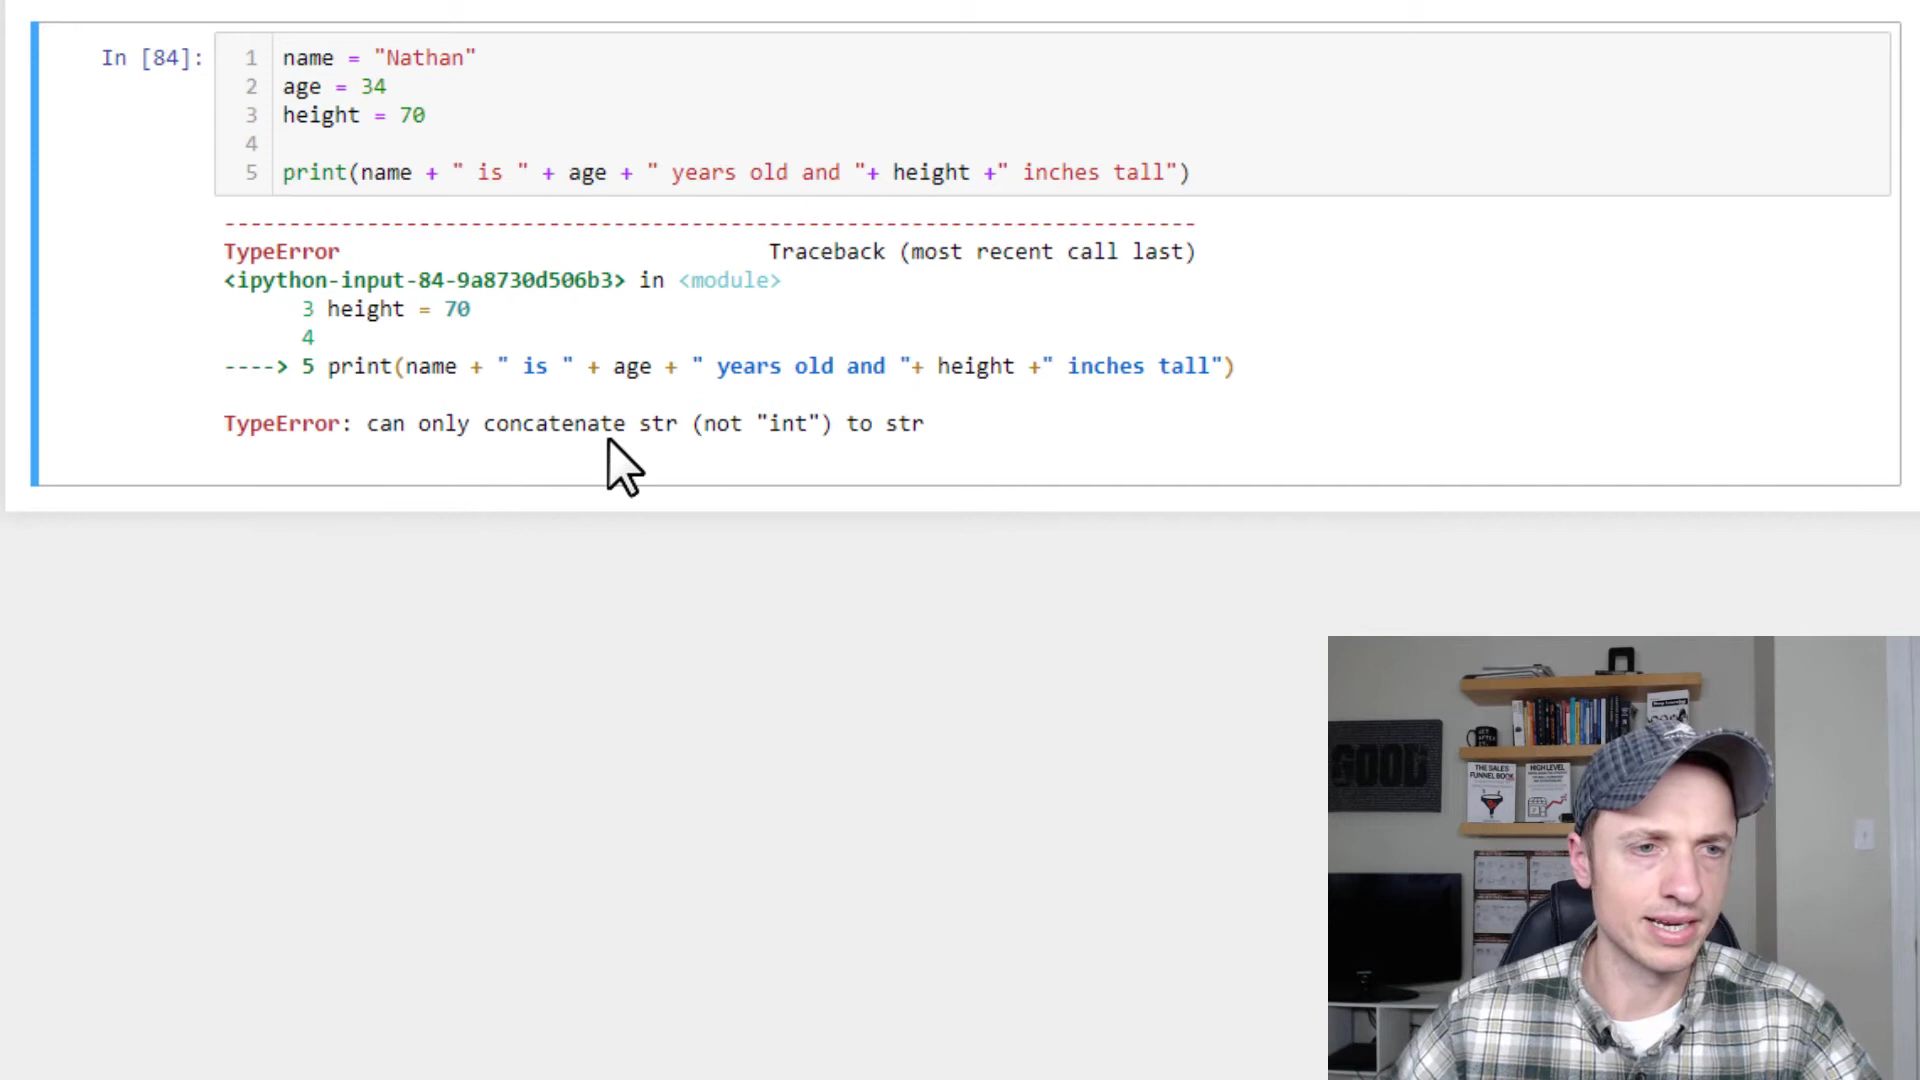 In [84]:
1 name = "Nathan"
2 age = 34
3 height = 70
4
5 print(name + " is " + age + " years old and "+ height +" inches tall")
---------------------------------------------------------------------------
TypeError Traceback (most recent call last)
<ipython-input-84-9a8730d506b3> in <module>
3 height = 70
4
----> 5 print(name + " is " + age + " years old and "+ height +" inches tall")
TypeError: can only concatenate str (not "int") to str
GOOD
THE SALES
FUNNEL BOOK
HIGH LEVEL